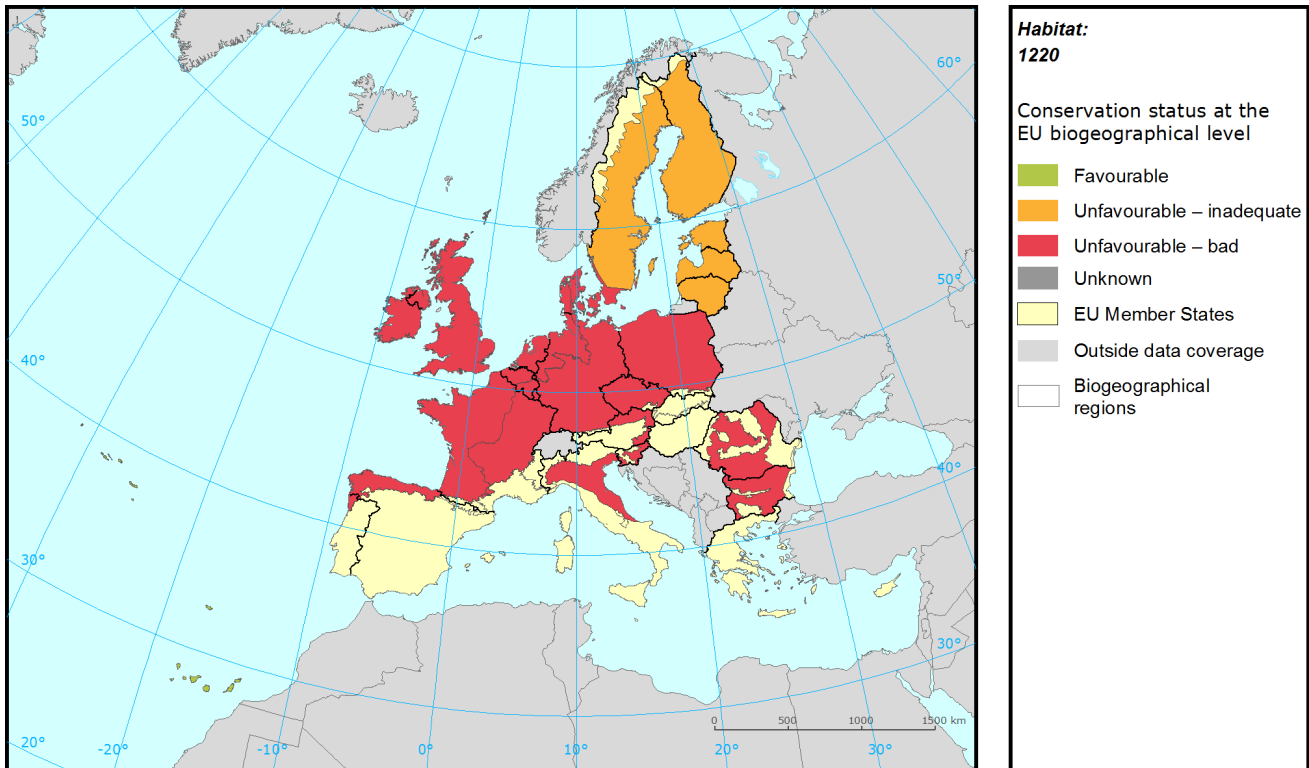 Habitat:
1220
Conservation status at the
EU biogeographical level
Favourable
Unfavourable – inadequate
Unfavourable – bad
Unknown
EU Member States
Outside data coverage
Biogeographical
regions
60°
50°
50°
40°
40°
30°
30°
0 500 1000 1500 km
20° -20° -10° 0° 10° 20° 30°